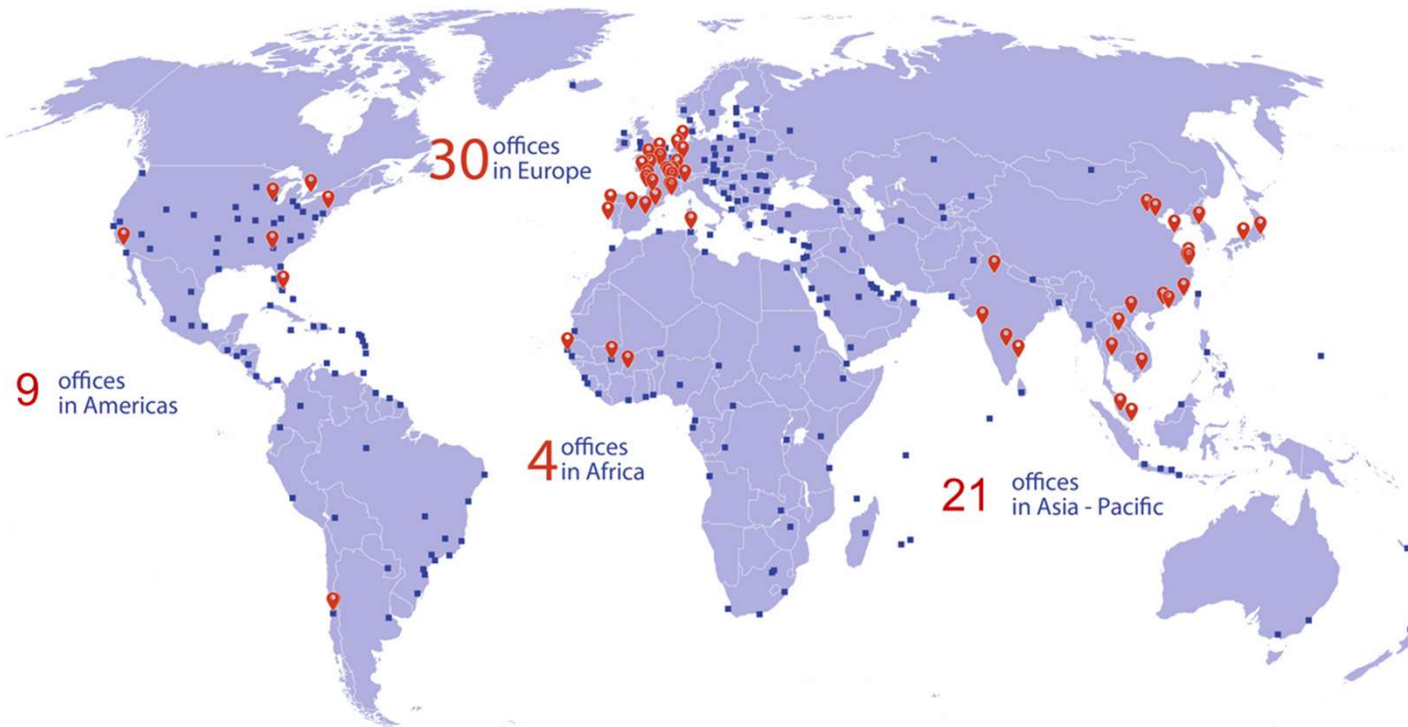 30 offices
in Europe
9 offices
in Americas
4 offices
in Africa
21 offices
in Asia - Pacific